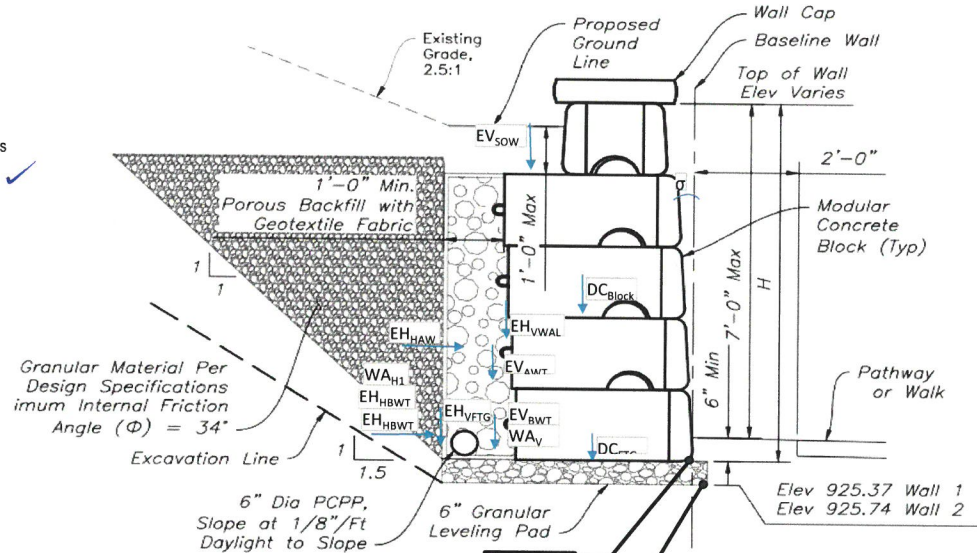 Wall Cap
Baseline Wall
Proposed
Ground
Line
Existing
Grade,
2.5:1
Top of Wall
Elev Varies
EV_SOW
s
2'-0"
1'-0" Min.
Porous Backfill with
Geotextile Fabric
σ
1'-0" Max
Modular
Concrete
Block (Typ)
1
1
DC_Block
7'-0" Max
H
EH_HAW
EH_VWAL
EV_AWT
Granular Material Per
Design Specifications
imum Internal Friction
Angle (Φ) = 34°
WA_H1
EH_HBWT
EH_HBWT
EH_VFTG
EV_BWT
WA_V
6" Min
Pathway
or Walk
Excavation Line
1
1.5
6" Dia PCPP,
Slope at 1/8"/Ft
Daylight to Slope
6" Granular
Leveling Pad
Elev 925.37 Wall 1
Elev 925.74 Wall 2